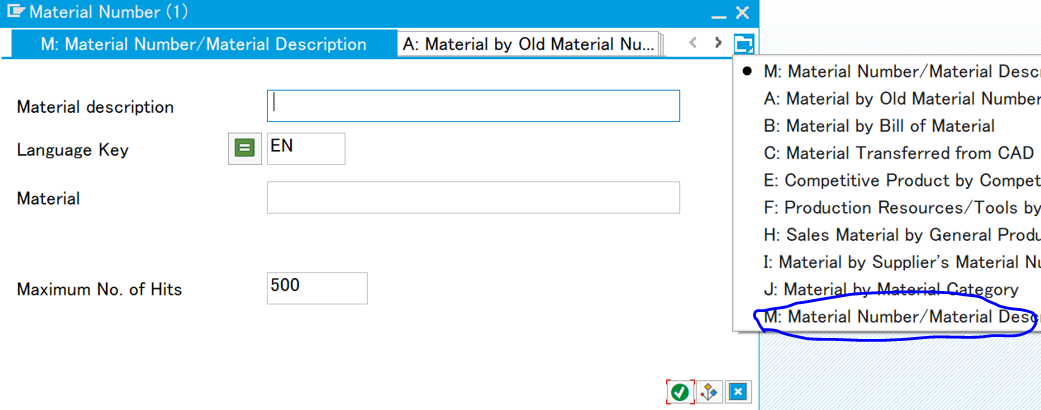 Material Number (1)
M: Material Number/Material Description
A: Material by Old Material Nu...
Material description
Language Key
EN
Material
Maximum No. of Hits
500
M: Material Number/Material Desc
A: Material by Old Material Number
B: Material by Bill of Material
C: Material Transferred from CAD
E: Competitive Product by Compet
F: Production Resources/Tools by
H: Sales Material by General Produ
I: Material by Supplier's Material Nu
J: Material by Material Category
M: Material Number/Material Desc